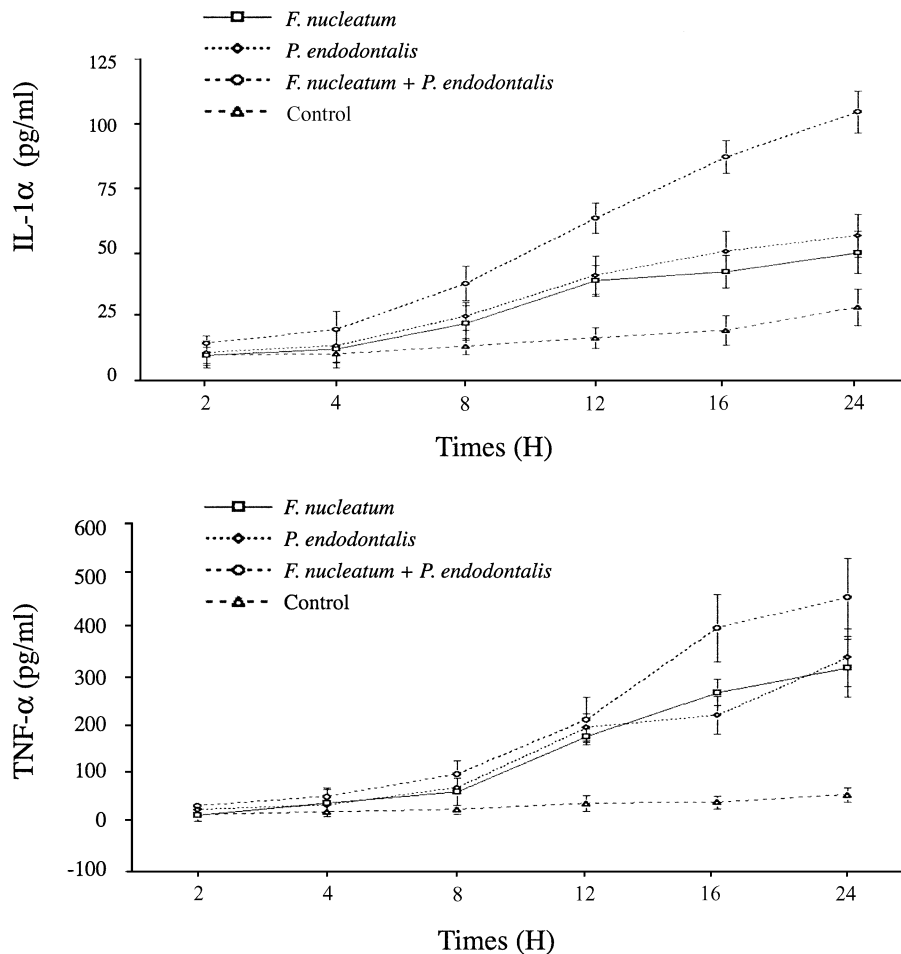 F. nucleatum
P. endodontalis
F. nucleatum + P. endodontalis
Control
IL-1α (pg/ml)
125
100
75
50
25
0
2 4 8 12 16 24
Times (H)
F. nucleatum
P. endodontalis
F. nucleatum + P. endodontalis
Control
TNF-α (pg/ml)
600
500
400
300
200
100
0
-100
2 4 8 12 16 24
Times (H)